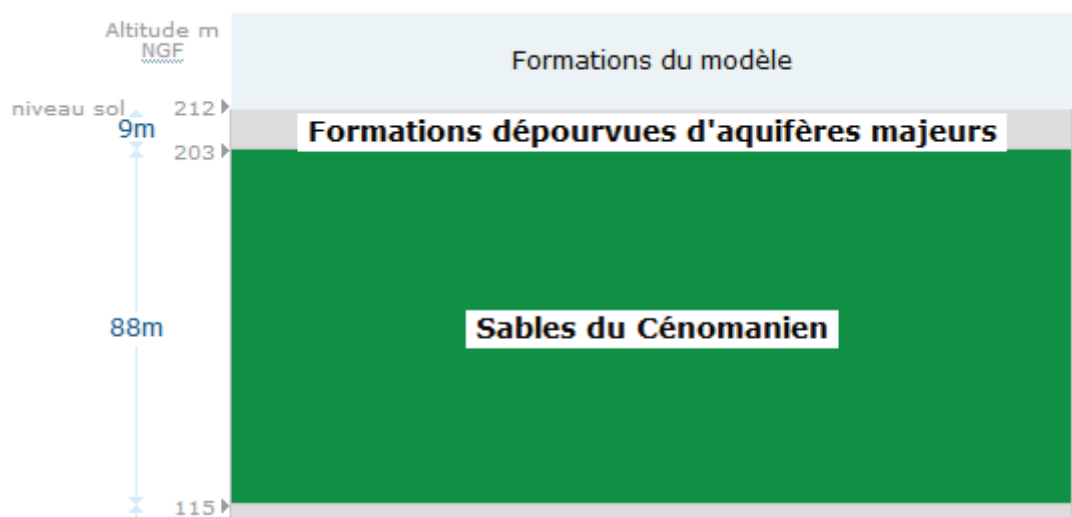 Altitude m
NGF
Formations du modèle
niveau sol 212
9m
Formations dépourvues d'aquifères majeurs
203
88m
Sables du Cénomanien
115